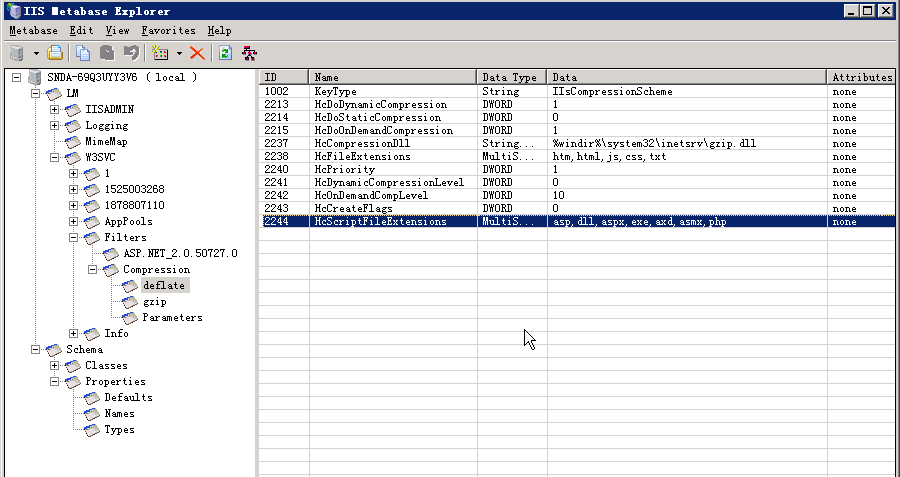 IIS Metabase Explorer
Metabase Edit View Favorites Help
SNDA-69Q3UYY3V6 ( local )
LM
IISADMIN
Logging
MimeMap
W3SVC
1
1525003268
1878807110
AppPools
Filters
ASP.NET_2.0.50727.0
Compression
deflate
gzip
Parameters
Info
Schema
Classes
Properties
Defaults
Names
Types
ID Name Data Type Data Attributes
1002 KeyType String IIsCompressionScheme none
2213 HcDoDynamicCompression DWORD 1 none
2214 HcDoStaticCompression DWORD 0 none
2215 HcDoOnDemandCompression DWORD 1 none
2237 HcCompressionDll String... %windir%\system32\inetsrv\gzip.dll none
2238 HcFileExtensions MultiS... htm, html, js, css, txt none
2240 HcPriority DWORD 1 none
2241 HcDynamicCompressionLevel DWORD 0 none
2242 HcOnDemandCompLevel DWORD 10 none
2243 HcCreateFlags DWORD 0 none
2244 HcScriptFileExtensions MultiS... asp, dll, aspx, exe, axd, asmx, php none